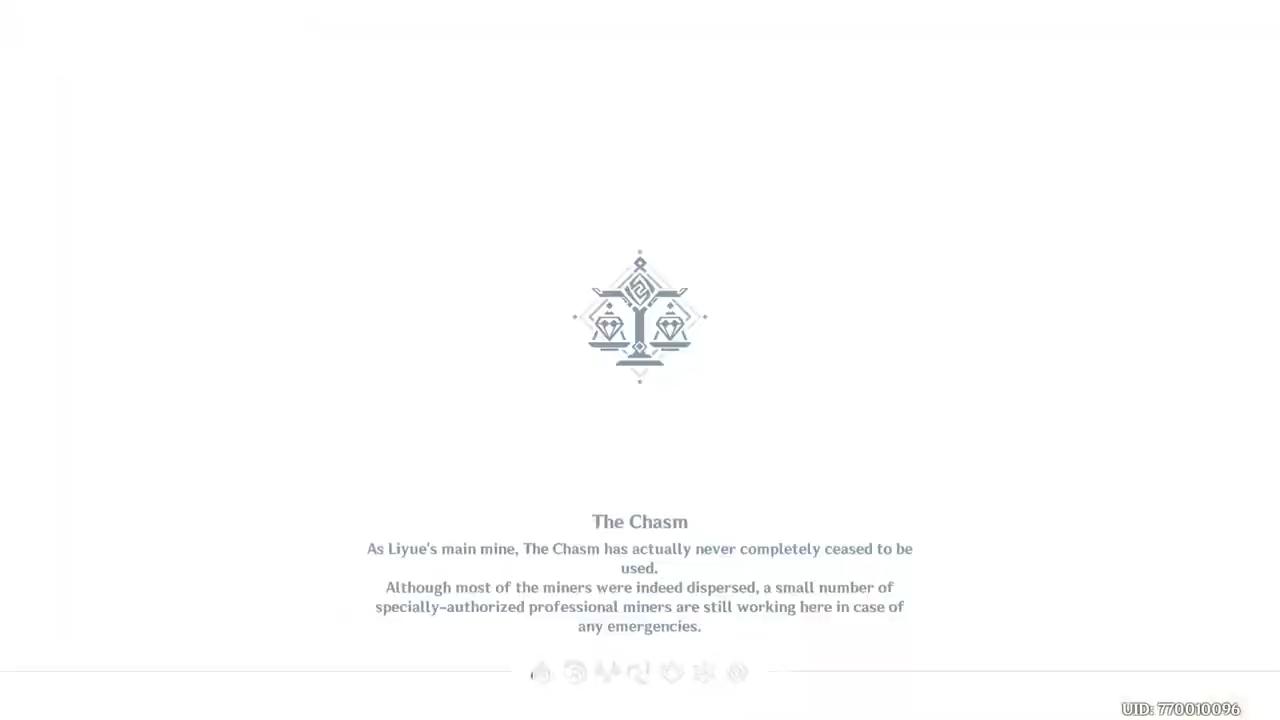 The Chasm
As Liyue's main mine, The Chasm has actually never completely ceased to be
used.
Although most of the miners were indeed dispersed, a small number of
specially-authorized professional miners are still working here in case of
any emergencies.
UID: 770010096